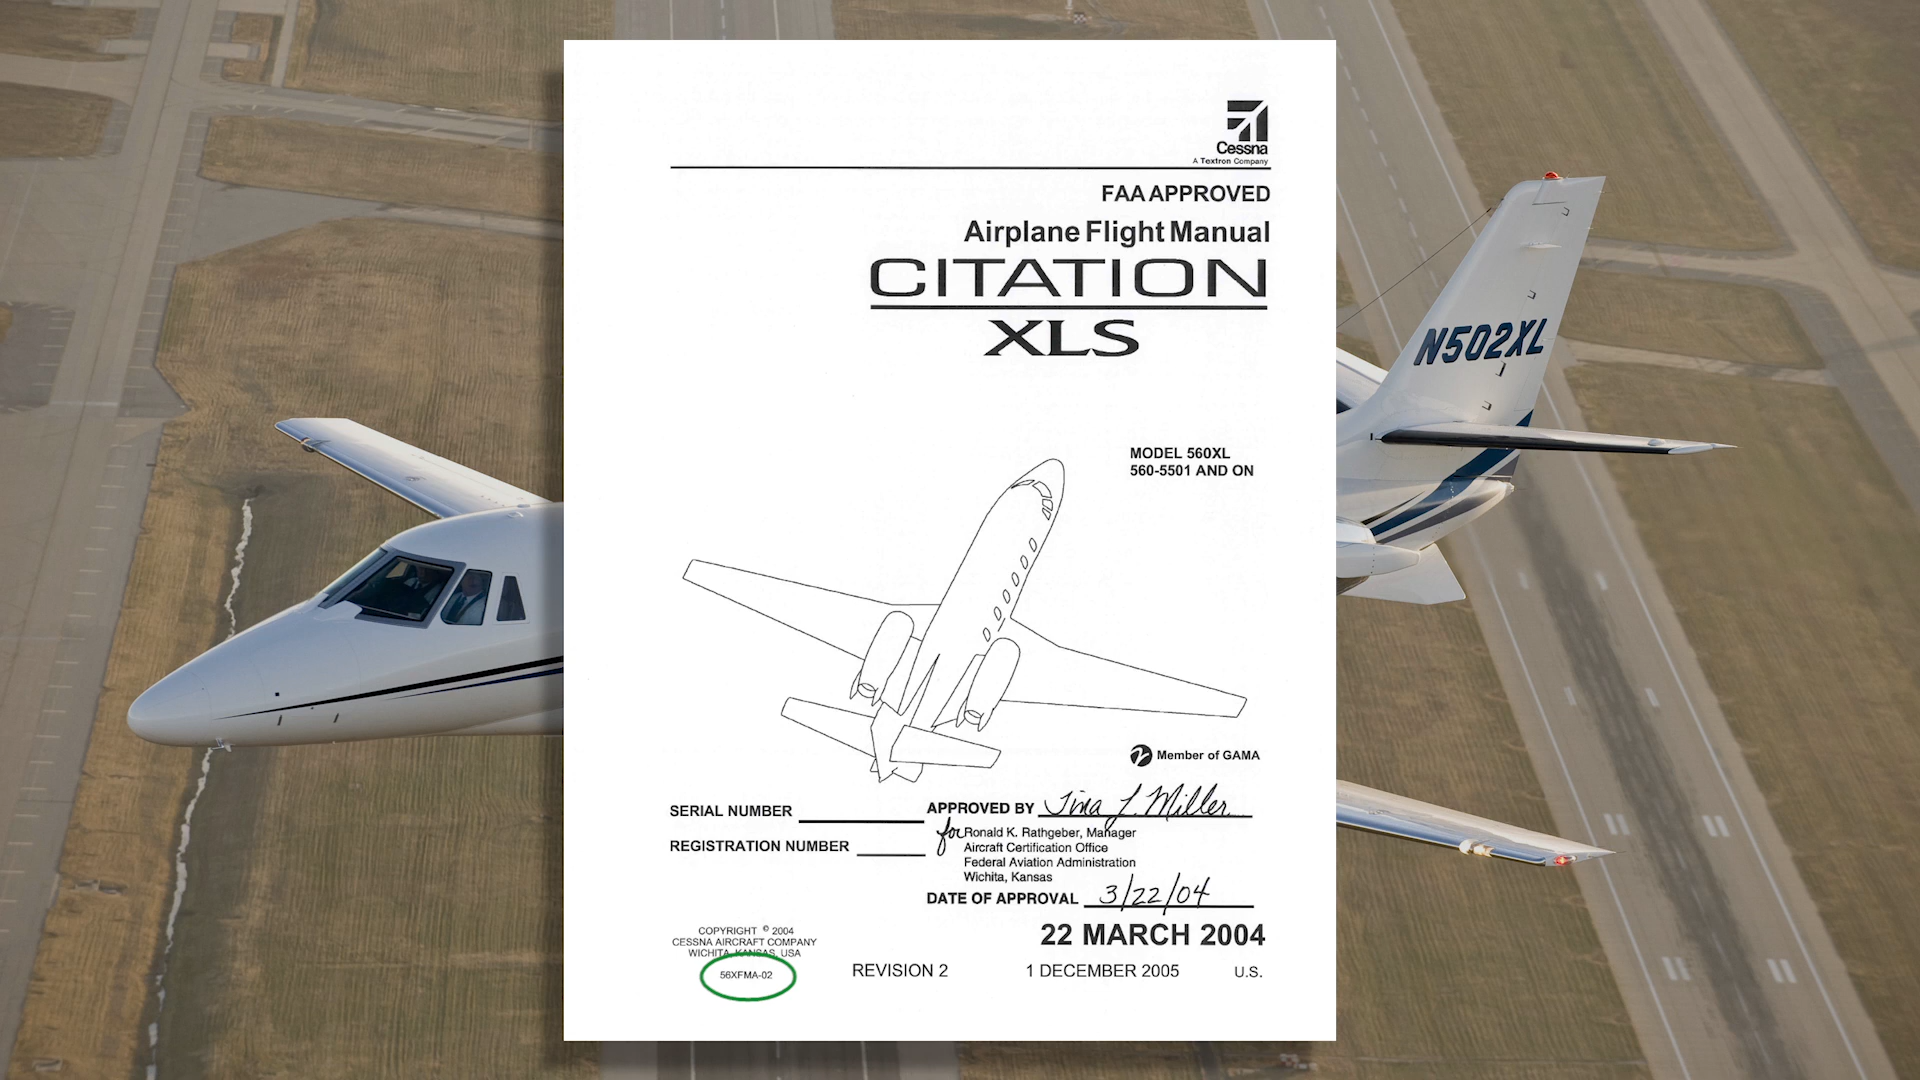 Cessna
A Textron Company
FAA APPROVED
Airplane Flight Manual
CITATION
XLS
MODEL 560XL
560-5501 AND ON
N502XL
Member of GAMA
SERIAL NUMBER
APPROVED BY Tina L. Miller
for Ronald K. Rathgeber, Manager
Aircraft Certification Office
Federal Aviation Administration
Wichita, Kansas
REGISTRATION NUMBER
DATE OF APPROVAL 3/22/04
22 MARCH 2004
COPYRIGHT © 2004
CESSNA AIRCRAFT COMPANY
WICHITA, KANSAS, USA
56XFMA-02
REVISION 2
1 DECEMBER 2005
U.S.